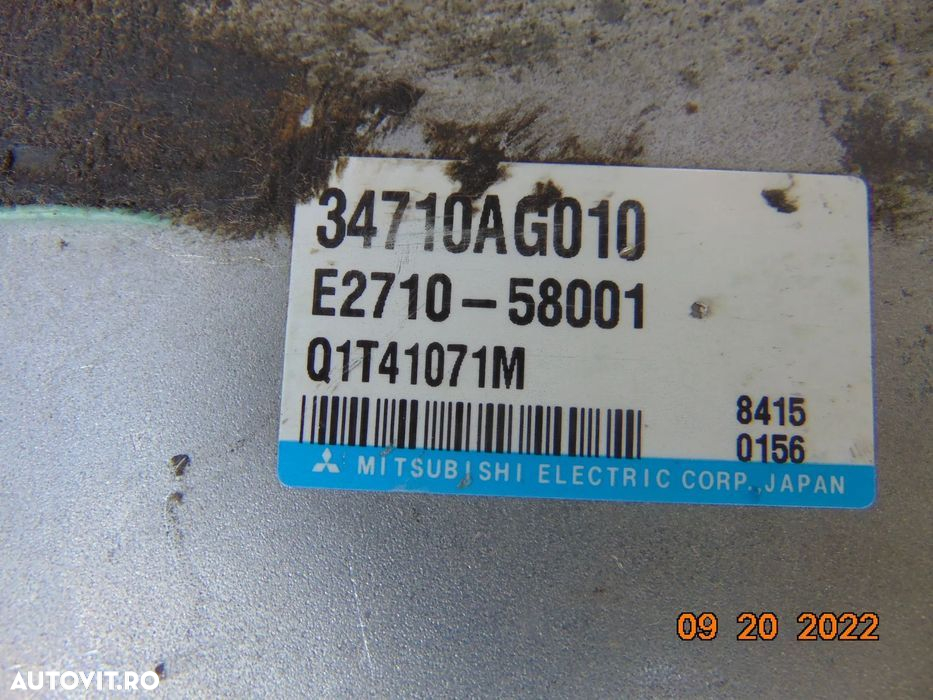 34710AG010
E2710-58001
Q1T41071M
8415
0156
MITSUBISHI ELECTRIC CORP., JAPAN
09 20 2022
AUTOVIT.RO